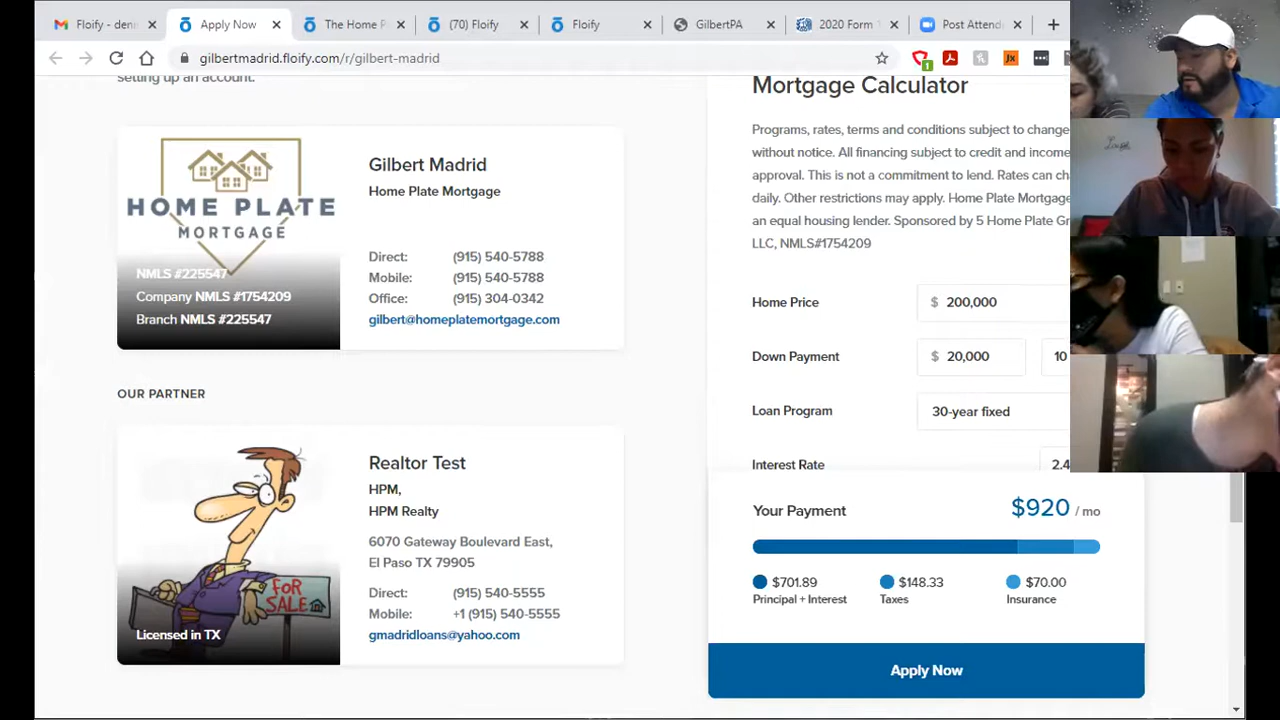 Floify - denn
Apply Now
The Home P
(70) Floify
Floify
GilbertPA
2020 Form 1
Post Attend
gilbertmadrid.floify.com/r/gilbert-madrid
1
JX
setting up an account.
HOME PLATE
MORTGAGE
NMLS #225547
Company NMLS #1754209
Branch NMLS #225547
Gilbert Madrid
Home Plate Mortgage
Direct: (915) 540-5788
Mobile: (915) 540-5788
Office: (915) 304-0342
gilbert@homeplatemortgage.com
OUR PARTNER
FOR
SALE
Licensed in TX
Realtor Test
HPM,
HPM Realty
6070 Gateway Boulevard East,
El Paso TX 79905
Direct: (915) 540-5555
Mobile: +1 (915) 540-5555
gmadridloans@yahoo.com
Mortgage Calculator
Programs, rates, terms and conditions subject to change
without notice. All financing subject to credit and income
approval. This is not a commitment to lend. Rates can ch
daily. Other restrictions may apply. Home Plate Mortgage
an equal housing lender. Sponsored by 5 Home Plate Gr
LLC, NMLS#1754209
Home Price $ 200,000
Down Payment $ 20,000 10
Loan Program 30-year fixed
Interest Rate 2.4
Your Payment $920 / mo
$701.89 $148.33 $70.00
Principal + Interest Taxes Insurance
Apply Now